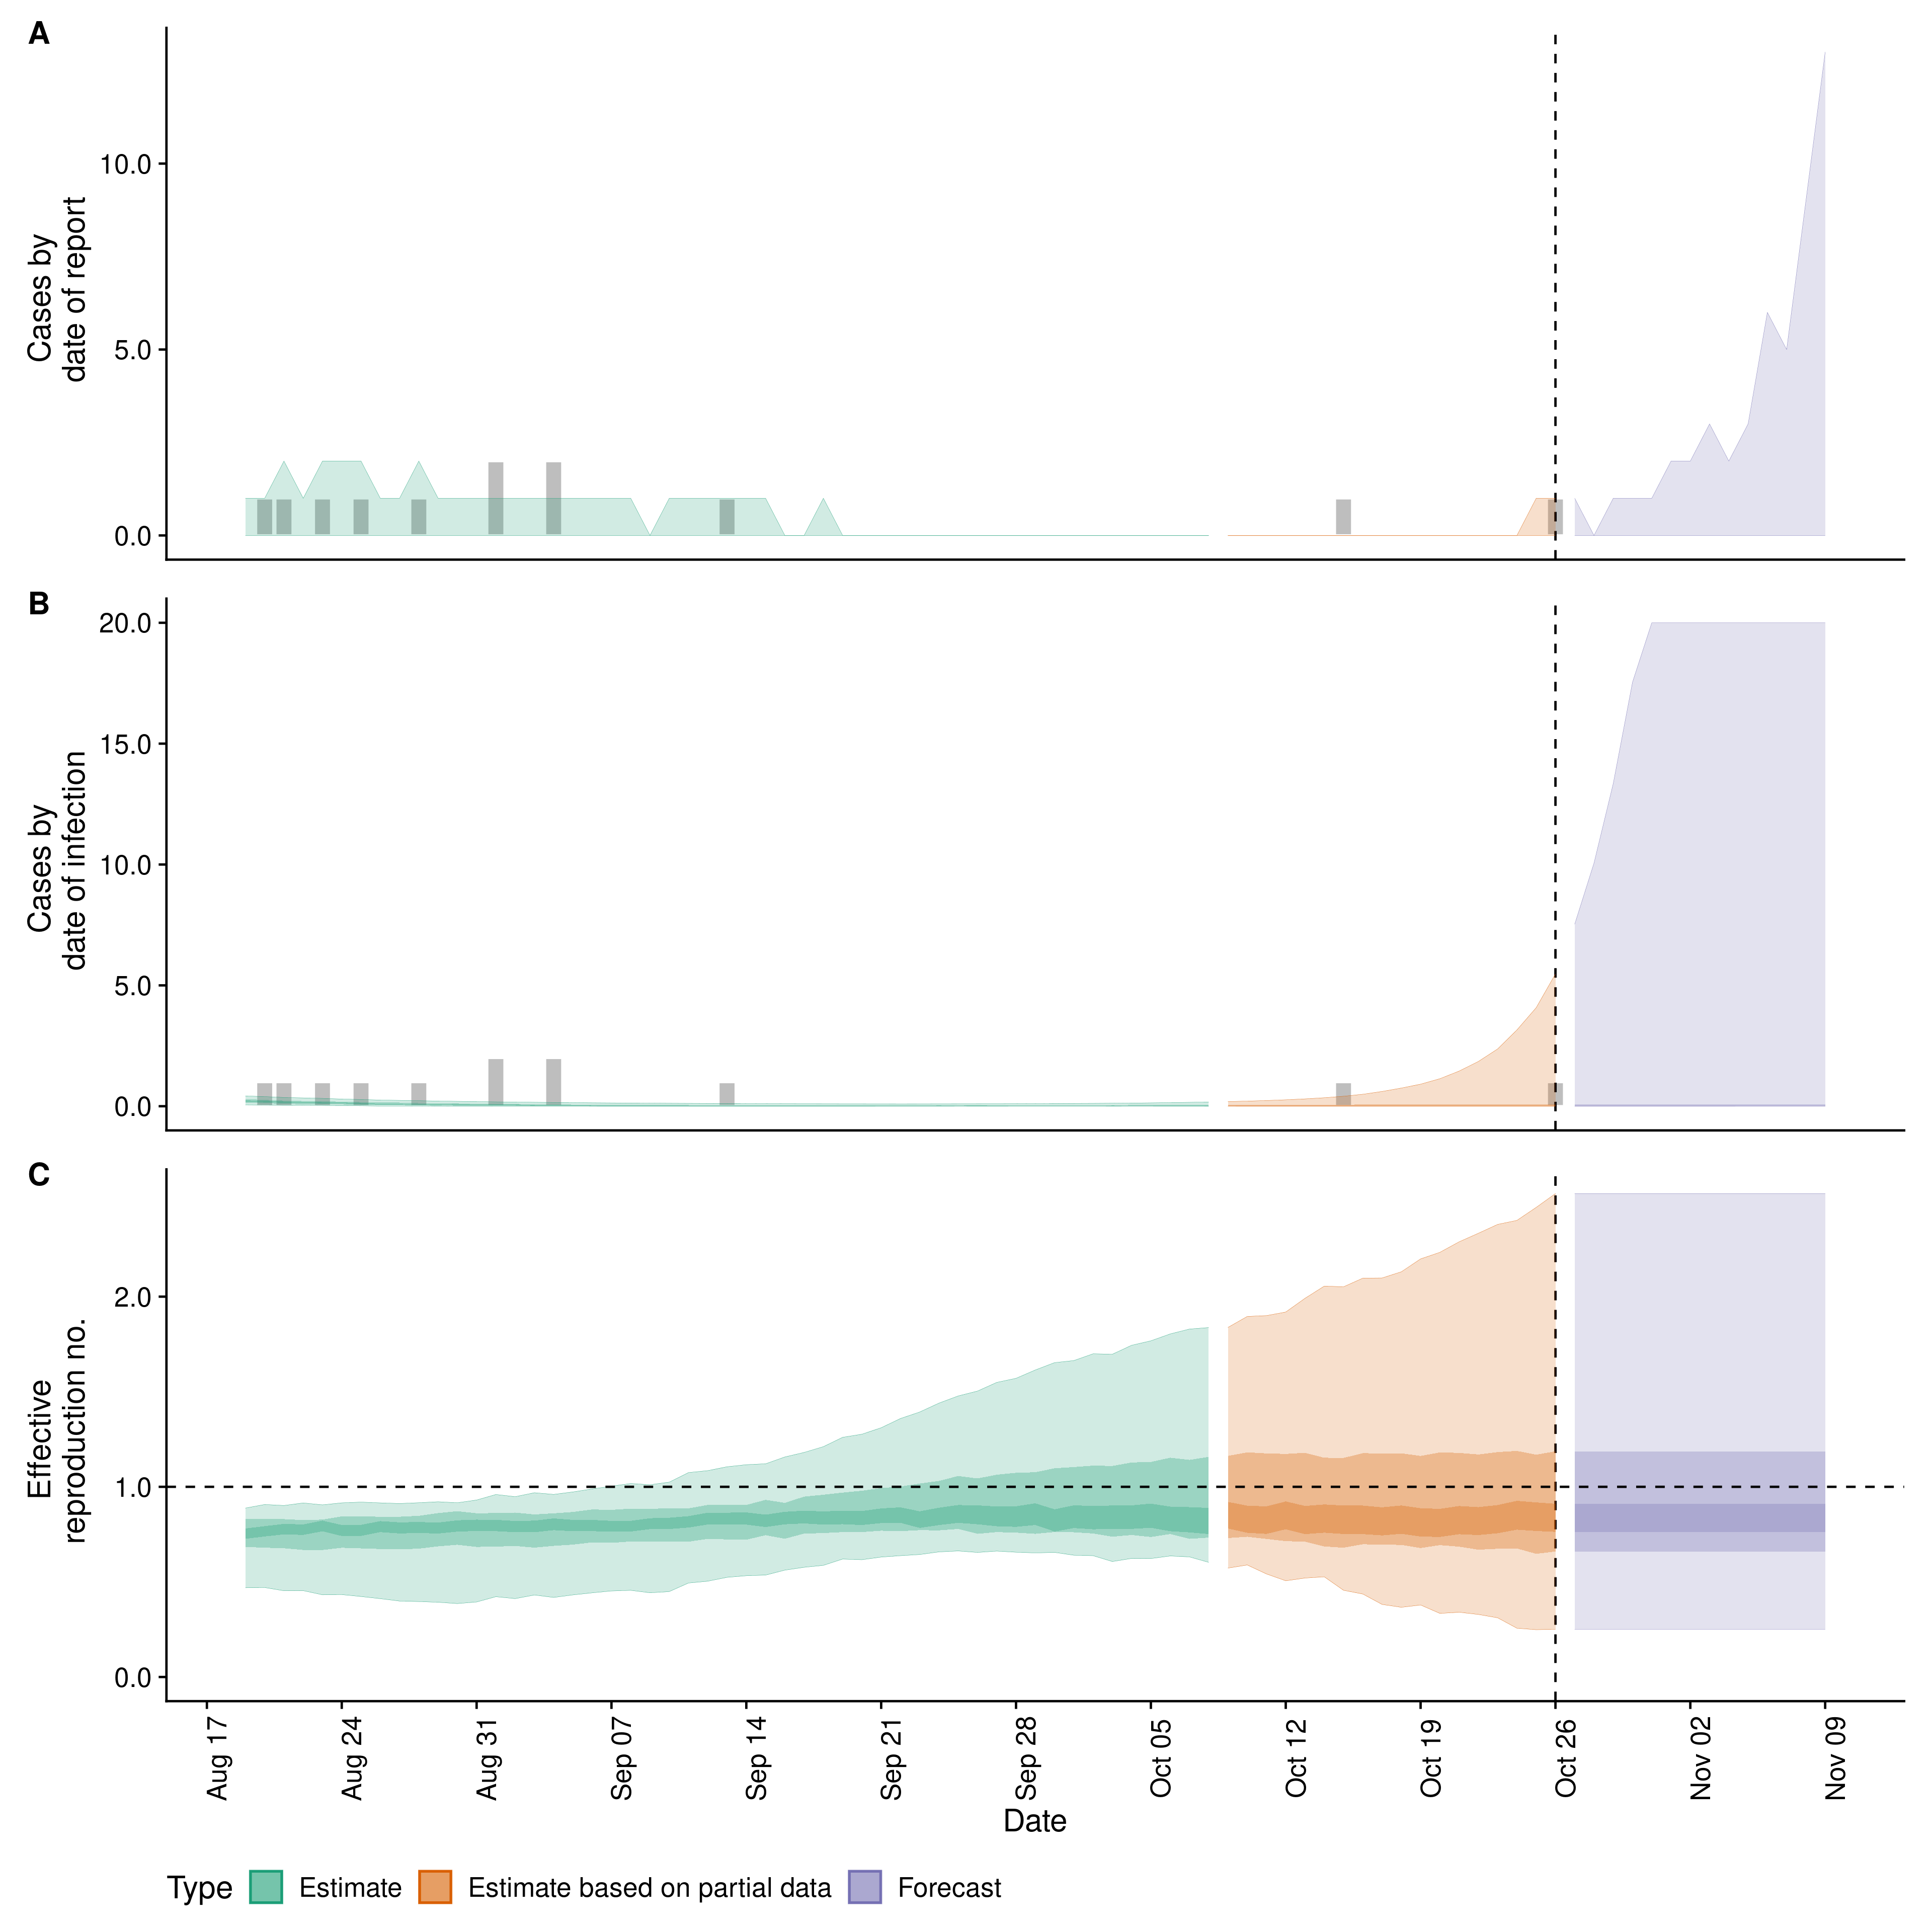 A
Cases by
date of report
10.0
5.0
0.0
B
Cases by
date of infection
20.0
15.0
10.0
5.0
0.0
C
Effective
reproduction no.
2.0
1.0
0.0
Aug 17
Aug 24
Aug 31
Sep 07
Sep 14
Sep 21
Sep 28
Oct 05
Oct 12
Oct 19
Oct 26
Nov 02
Nov 09
Date
Type Estimate Estimate based on partial data Forecast